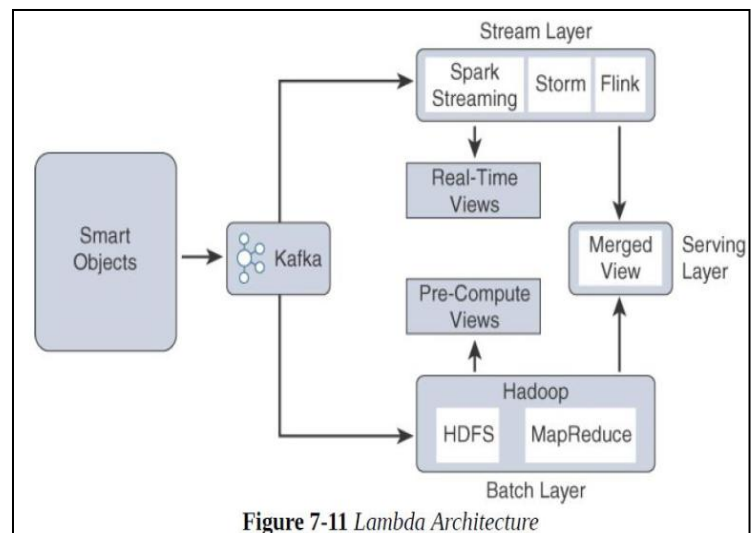 Stream Layer
Spark
Streaming
Storm
Flink
Real-Time
Views
Smart
Objects
Kafka
Merged
View
Serving
Layer
Pre-Compute
Views
Hadoop
HDFS
MapReduce
Batch Layer
Figure 7-11 Lambda Architecture